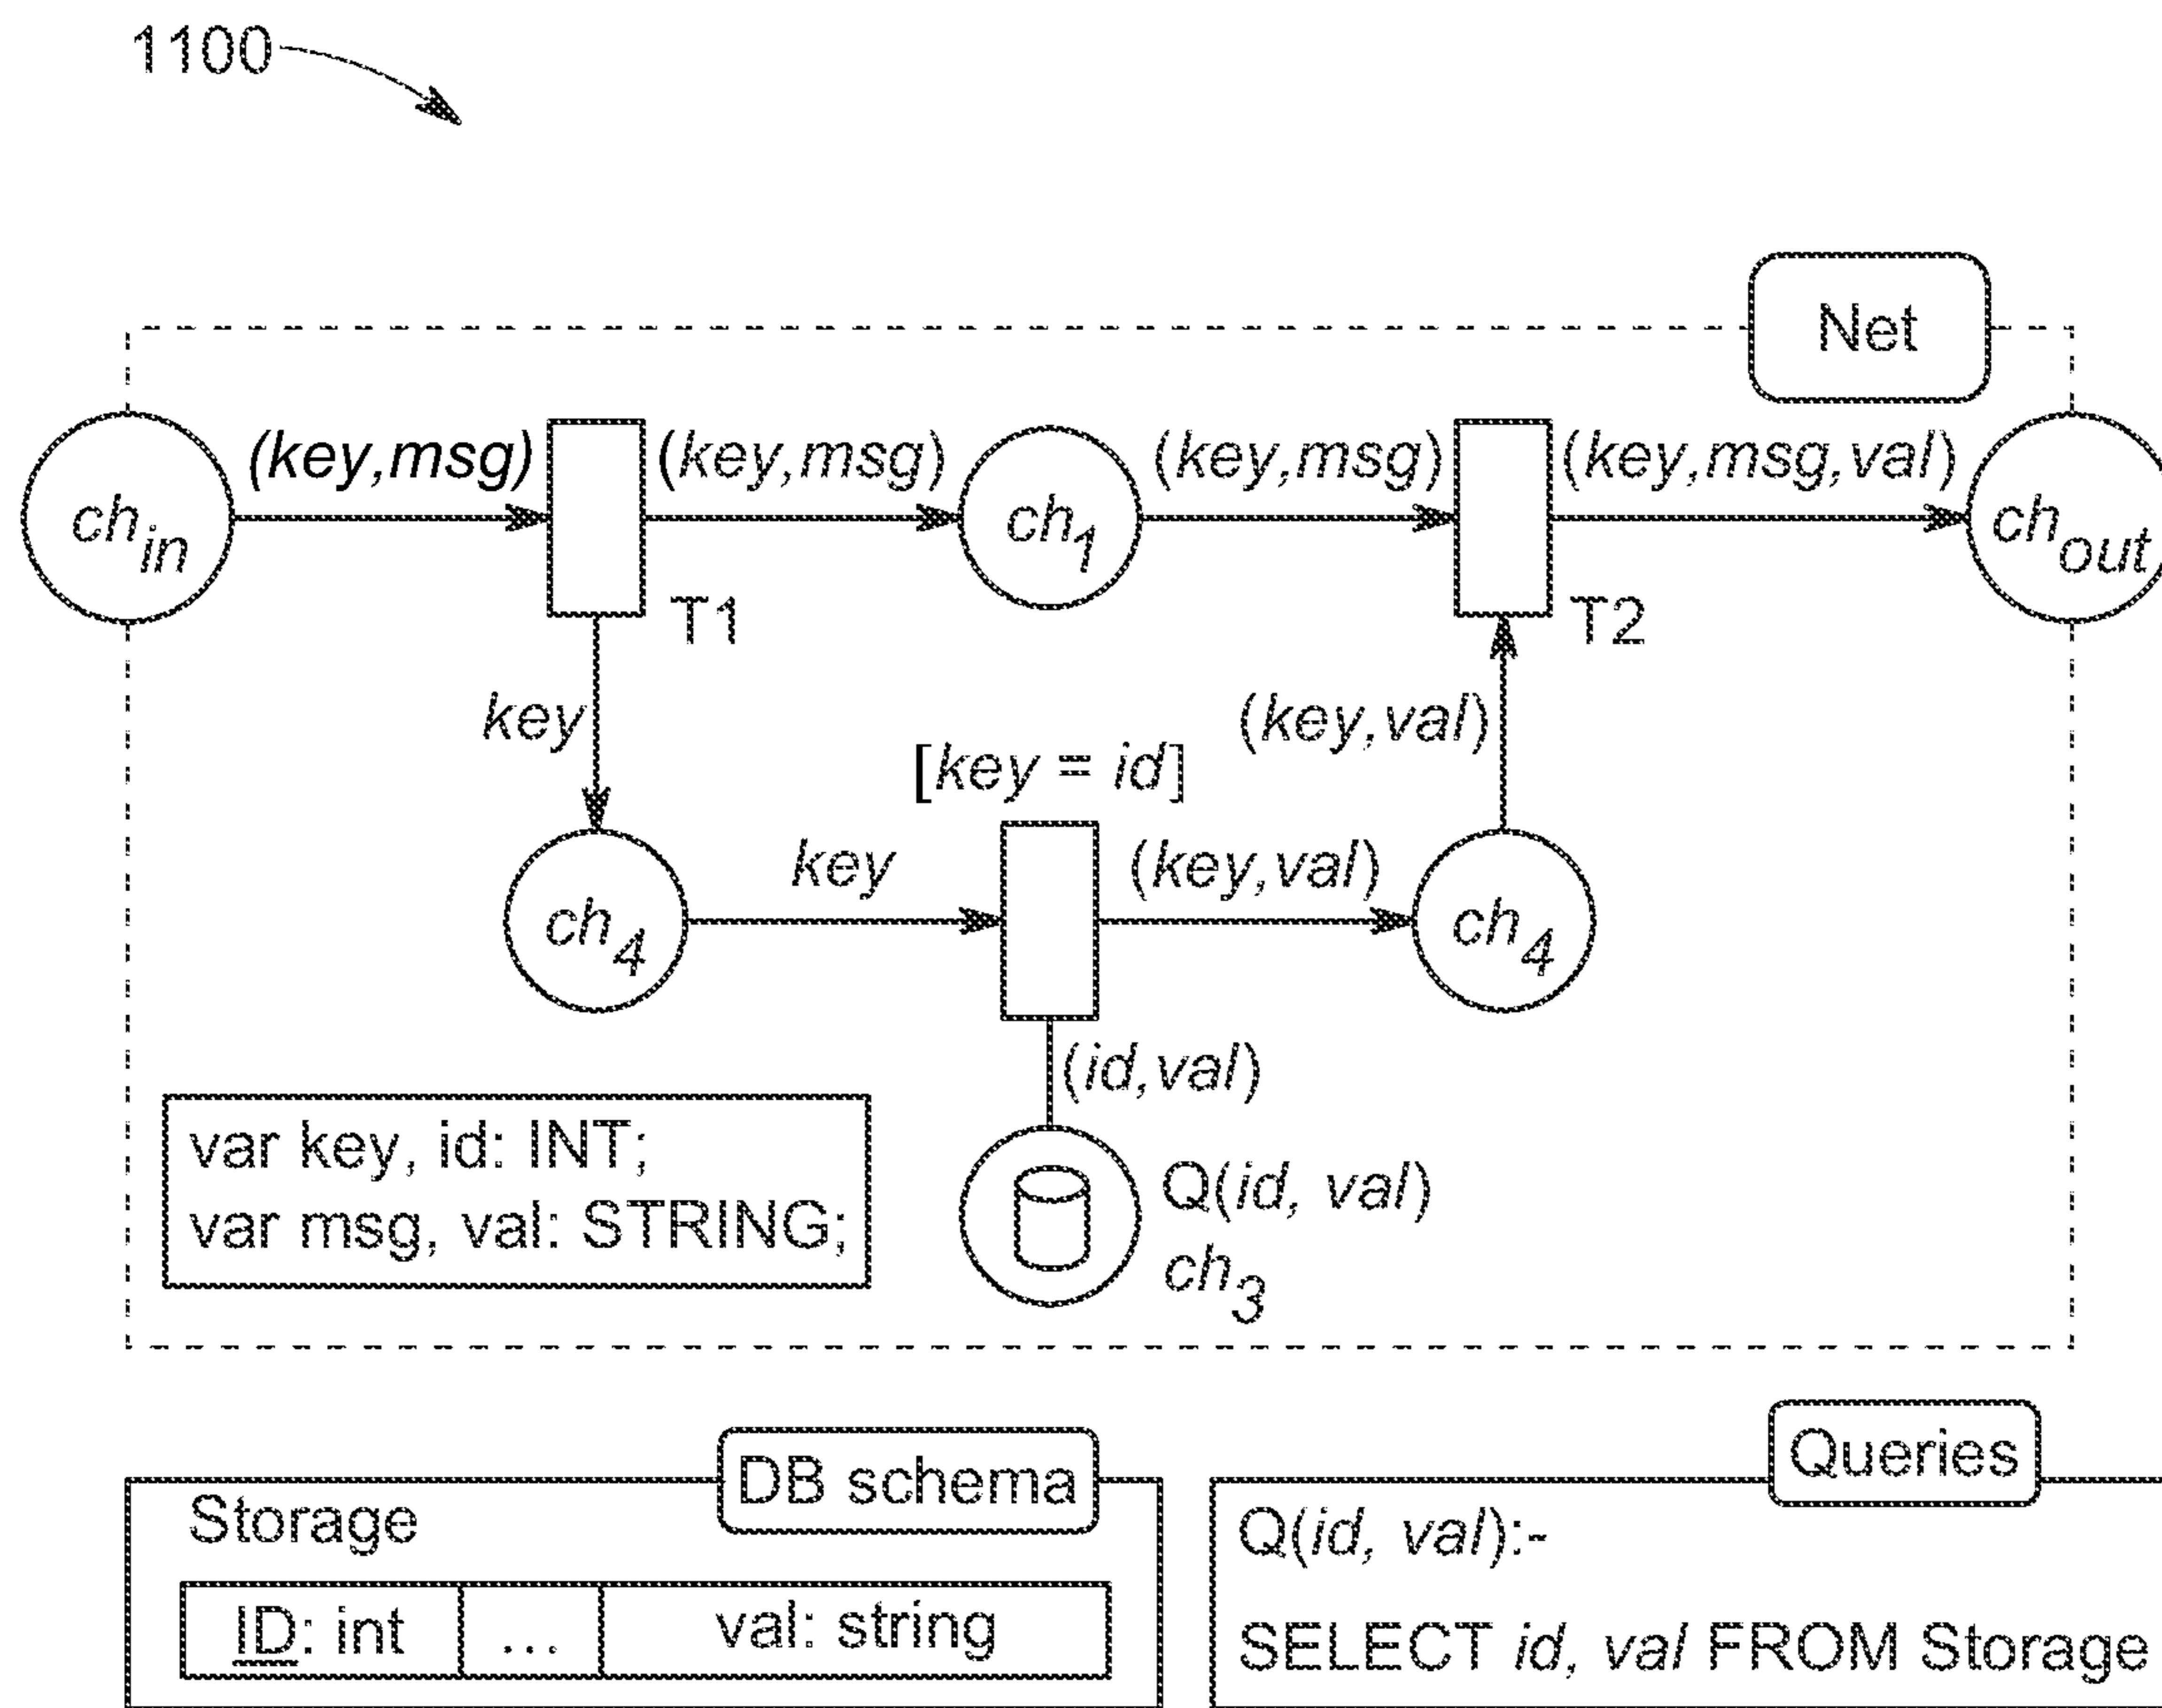 1100
Net
(key,msg)
(key,msg)
(key,msg)
(key,msg,val)
ch_in
ch_1
ch_out
T1
T2
key
(key,val)
[key = id]
key
(key,val)
ch_4
ch_4
(id,val)
var key, id: INT;
var msg, val: STRING;
Q(id, val)
ch_3
DB schema
Queries
Storage
ID: int
...
val: string
Q(id, val):-
SELECT id, val FROM Storage